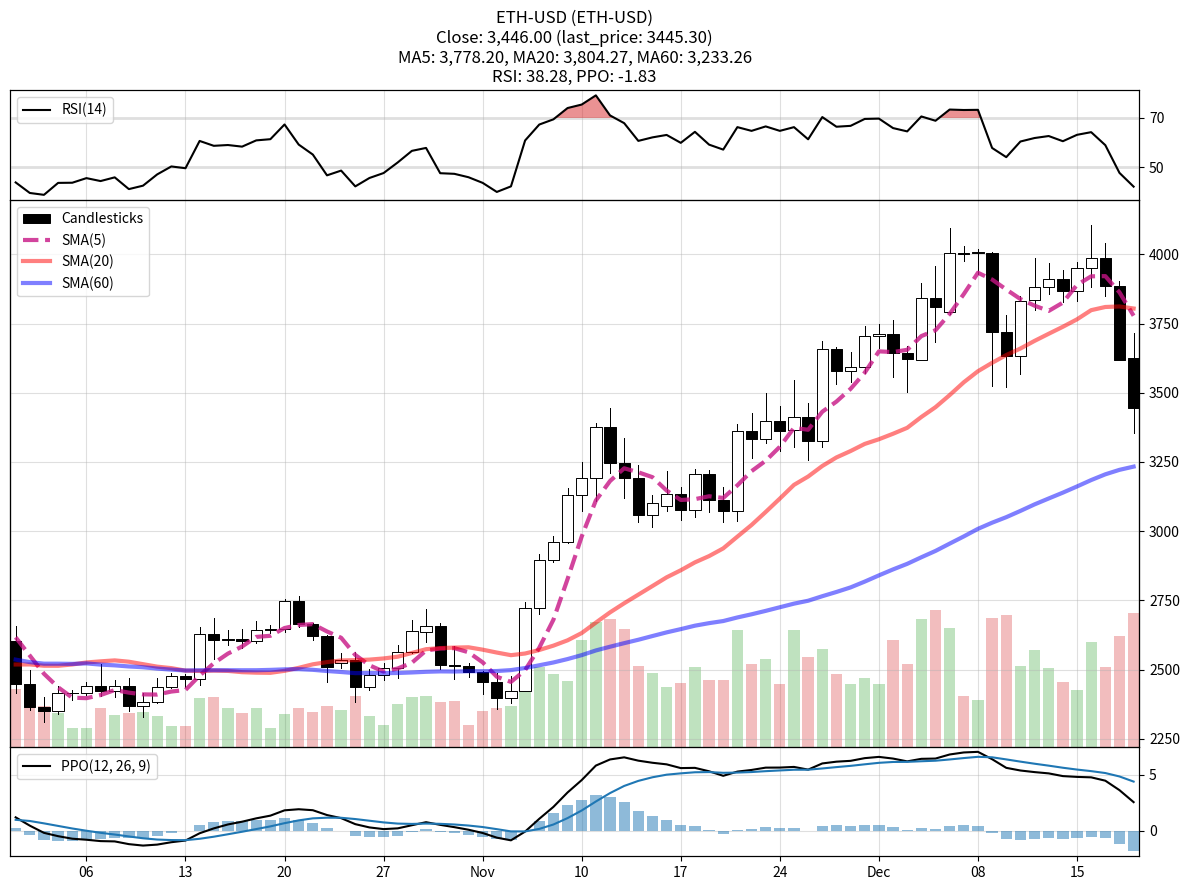 ETH-USD (ETH-USD)
Close: 3,446.00 (last_price: 3445.30)
MA5: 3,778.20, MA20: 3,804.27, MA60: 3,233.26
RSI: 38.28, PPO: -1.83
RSI(14)
70
50
Candlesticks
SMA(5)
SMA(20)
SMA(60)
4000
3750
3500
3250
3000
2750
2500
2250
PPO(12, 26, 9)
5
0
06 13 20 27 Nov 10 17 24 Dec 08 15